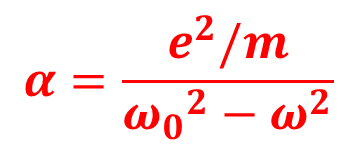 α = e²/m / ω₀² − ω²